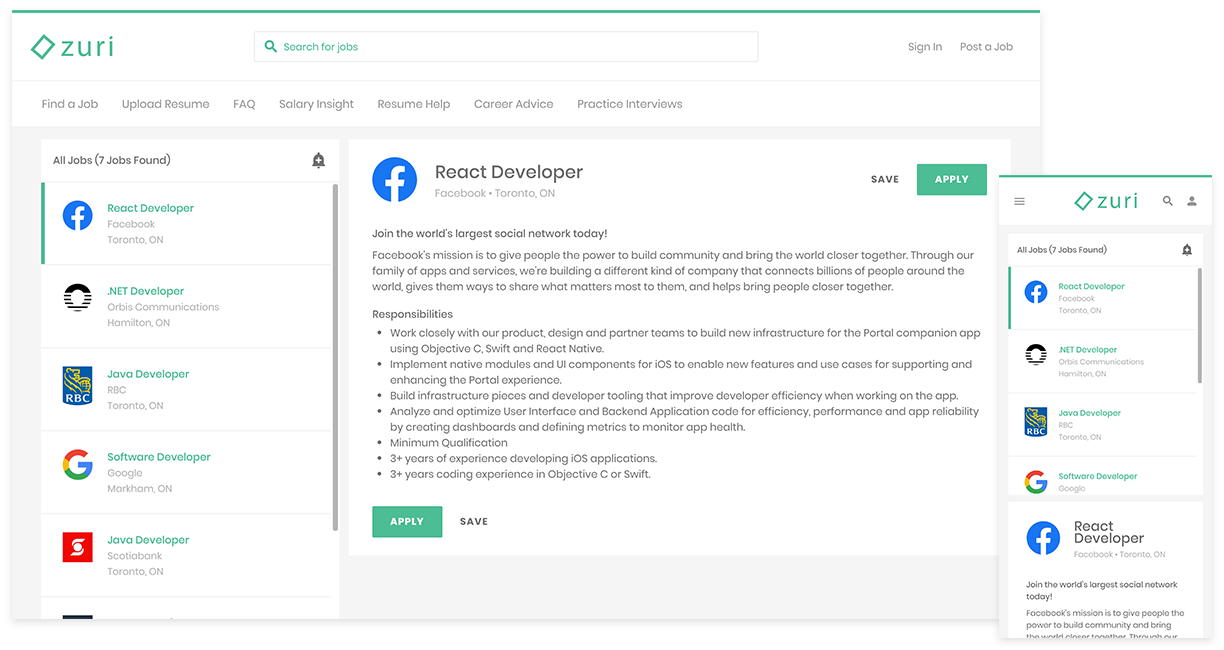 zuri
Search for jobs
Sign In
Post a Job
Find a Job
Upload Resume
FAQ
Salary Insight
Resume Help
Career Advice
Practice Interviews
All Jobs (7 Jobs Found)
React Developer
Facebook
Toronto, ON
.NET Developer
Orbis Communications
Hamilton, ON
RBC
Java Developer
RBC
Toronto, ON
Software Developer
Google
Markham, ON
Java Developer
Scotiabank
Toronto, ON
React Developer
Facebook • Toronto, ON
SAVE
APPLY
Join the world's largest social network today!
Facebook's mission is to give people the power to build community and bring the world closer together. Through our
family of apps and services, we're building a different kind of company that connects billions of people around the
world, gives them ways to share what matters most to them, and helps bring people closer together.
Responsibilities
• Work closely with our product, design and partner teams to build new infrastructure for the Portal companion app
using Objective C, Swift and React Native.
• Implement native modules and UI components for iOS to enable new features and use cases for supporting and
enhancing the Portal experience.
• Build infrastructure pieces and developer tooling that improve developer efficiency when working on the app.
• Analyze and optimize User Interface and Backend Application code for efficiency, performance and app reliability
by creating dashboards and defining metrics to monitor app health.
• Minimum Qualification
• 3+ years of experience developing iOS applications.
• 3+ years coding experience in Objective C or Swift.
APPLY
SAVE
zuri
All Jobs (7 Jobs Found)
React Developer
Facebook
Toronto, ON
.NET Developer
Orbis Communications
Hamilton, ON
RBC
Java Developer
RBC
Toronto, ON
Software Developer
Google
React
Developer
Facebook • Toronto, ON
Join the world's largest social network
today!
Facebook's mission is to give people the
power to build community and bring
the world closer together. Through our